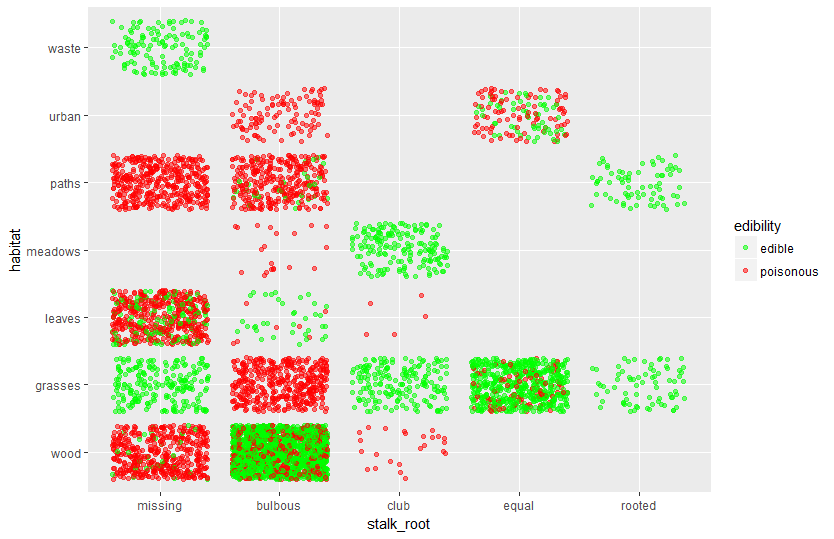 waste
urban
paths
meadows
leaves
grasses
wood
habitat
missing bulbous club equal rooted
stalk_root
edibility
edible
poisonous